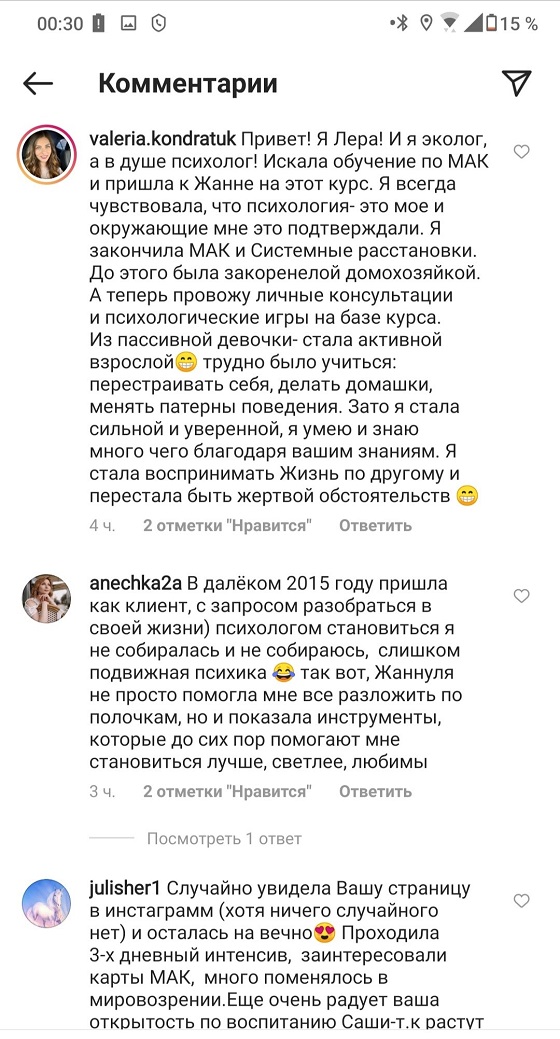 00:30 15 %
Комментарии
valeria.kondratuk Привет! Я Лера! И я эколог,
а в душе психолог! Искала обучение по МАК
и пришла к Жанне на этот курс. Я всегда
чувствовала, что психология- это мое и
окружающие мне это подтверждали. Я
закончила МАК и Системные расстановки.
До этого была закоренелой домохозяйкой.
А теперь провожу личные консультации
и психологические игры на базе курса.
Из пассивной девочки- стала активной
взрослой😁 трудно было учиться:
перестраивать себя, делать домашки,
менять патерны поведения. Зато я стала
сильной и уверенной, я умею и знаю
много чего благодаря вашим знаниям. Я
стала воспринимать Жизнь по другому и
перестала быть жертвой обстоятельств 😁
4 ч. 2 отметки "Нравится" Ответить
anechka2a В далёком 2015 году пришла
как клиент, с запросом разобраться в
своей жизни) психологом становиться я
не собиралась и не собираюсь, слишком
подвижная психика 😂 так вот, Жаннуля
не просто помогла мне все разложить по
полочкам, но и показала инструменты,
которые до сих пор помогают мне
становиться лучше, светлее, любимы
3 ч. 2 отметки "Нравится" Ответить
Посмотреть 1 ответ
julisher1 Случайно увидела Вашу страницу
в инстаграмм (хотя ничего случайного
нет) и осталась на вечно😍 Проходила
3-х дневный интенсив, заинтересовали
карты МАК, много поменялось в
мировозрении.Еще очень радует ваша
открытость по воспитанию Саши-т.к растут